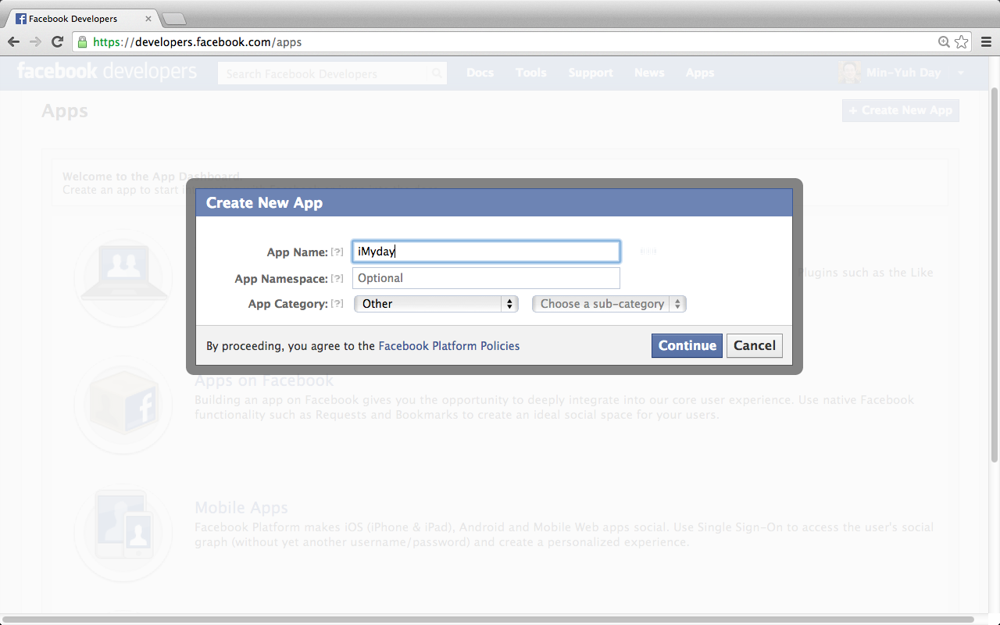 Facebook Developers
https://developers.facebook.com/apps
facebook developers Search Facebook Developers Docs Tools Support News Apps Min-Yuh Day
Apps + Create New App
Welcome to the App Dashboard.
Create an app to start i
Create New App
App Name: [?] iMyday
Plugins such as the Like
App Namespace: [?] Optional
App Category: [?] Other Choose a sub-category
By proceeding, you agree to the Facebook Platform Policies Continue Cancel
Apps on Facebook
Building an app on Facebook gives you the opportunity to deeply integrate into our core user experience. Use native Facebook
functionality such as Requests and Bookmarks to create an ideal social space for your users.
Mobile Apps
Facebook Platform makes iOS (iPhone & iPad), Android and Mobile Web apps social. Use Single Sign-On to access the user's social
graph (without yet another username/password) and create a personalized experience.